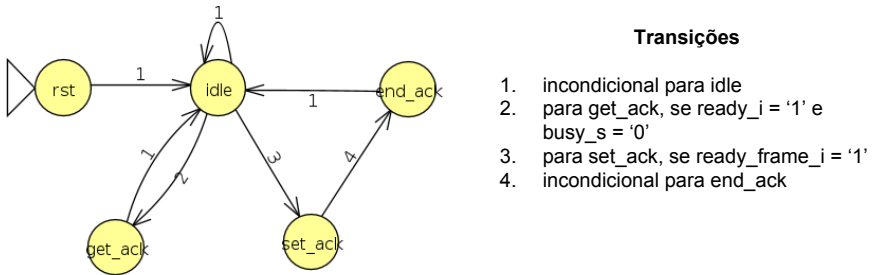 1
Transições
rst
1
idle
end_ack
1
1. incondicional para idle
2. para get_ack, se ready_i = ‘1’ e
busy_s = ‘0’
3. para set_ack, se ready_frame_i = ‘1’
4. incondicional para end_ack
1
2
3
4
get_ack
set_ack